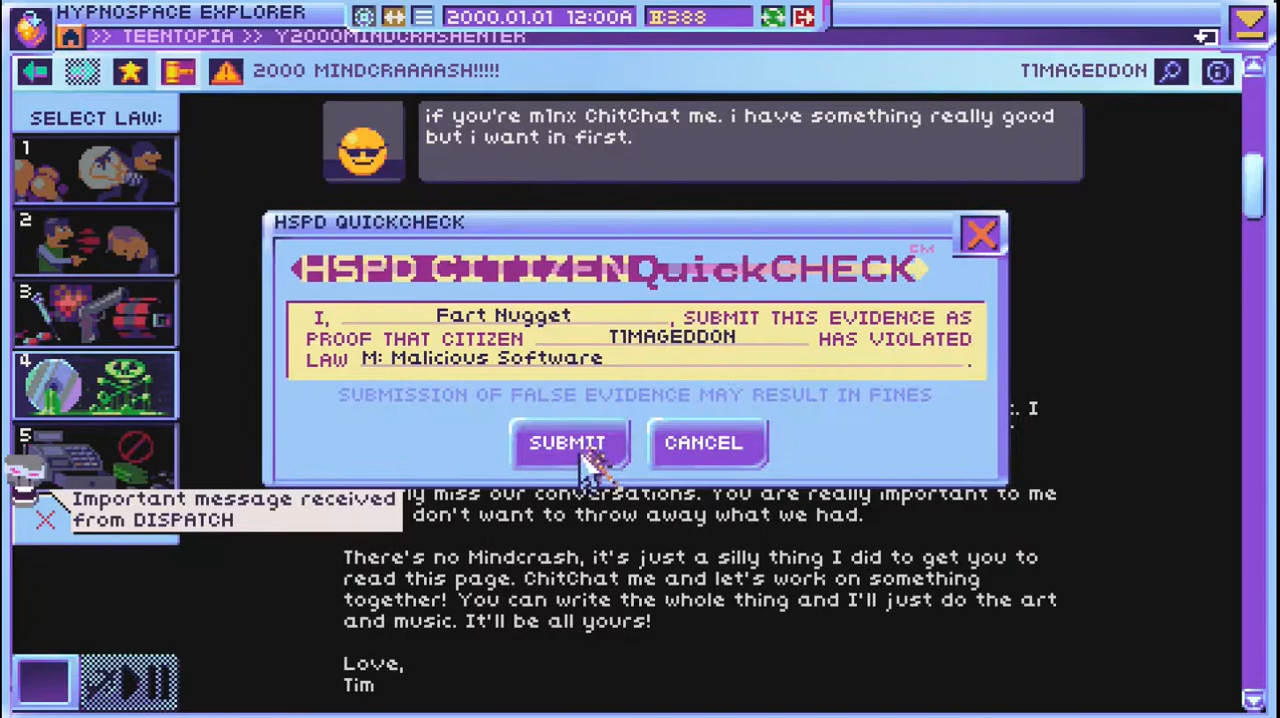 HYPNOSPACE EXPLORER
2000.01.01 12:00A
388
>> TEENTOPIA >> Y2000MINDCRASHENTER
2000 MINDCRAAAASH!!!!!
T1MAGEDDON
SELECT LAW:
1
2
3
4
5
if you're m1nx ChitChat me. i have something really good
but i want in first.
HSPD QUICKCHECK
HSPD CITIZEN QuickCHECK
I, Fart Nugget, SUBMIT THIS EVIDENCE AS
PROOF THAT CITIZEN T1MAGEDDON HAS VIOLATED
LAW M: Malicious Software.
SUBMISSION OF FALSE EVIDENCE MAY RESULT IN FINES
SUBMIT
CANCEL
. I
Important message received
from DISPATCH
miss our conversations. You are really important to me
don't want to throw away what we had.
There's no Mindcrash, it's just a silly thing I did to get you to
read this page. ChitChat me and let's work on something
together! You can write the whole thing and I'll just do the art
and music. It'll be all yours!
Love,
Tim